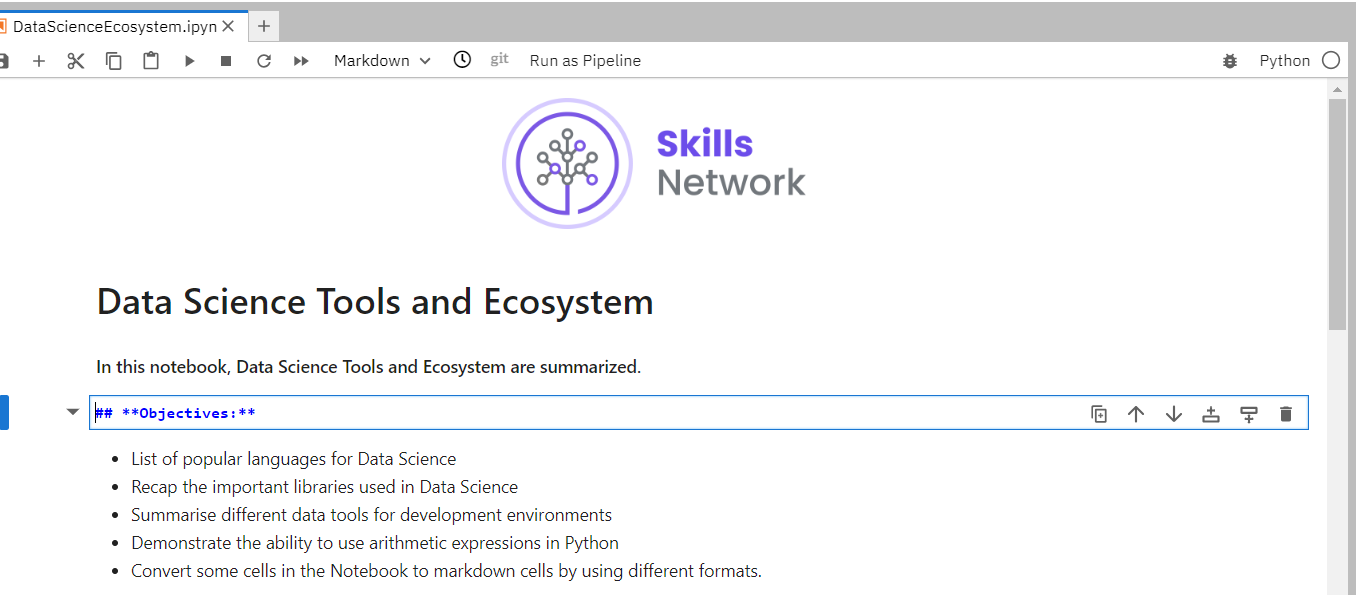 DataScienceEcosystem.ipyn
Markdown git Run as Pipeline Python
Skills
Network
Data Science Tools and Ecosystem
In this notebook, Data Science Tools and Ecosystem are summarized.
## **Objectives:**
List of popular languages for Data Science
Recap the important libraries used in Data Science
Summarise different data tools for development environments
Demonstrate the ability to use arithmetic expressions in Python
Convert some cells in the Notebook to markdown cells by using different formats.